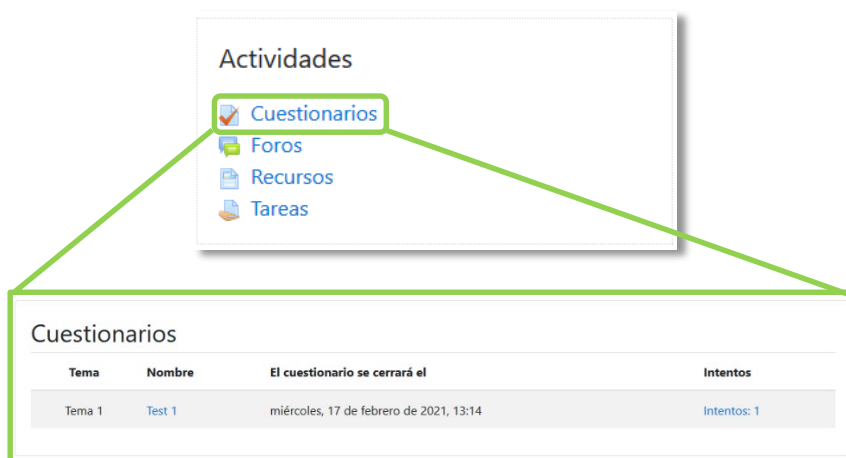 Actividades
Cuestionarios
Foros
Recursos
Tareas
Cuestionarios
Tema Nombre El cuestionario se cerrará el Intentos
Tema 1 Test 1 miércoles, 17 de febrero de 2021, 13:14 Intentos: 1